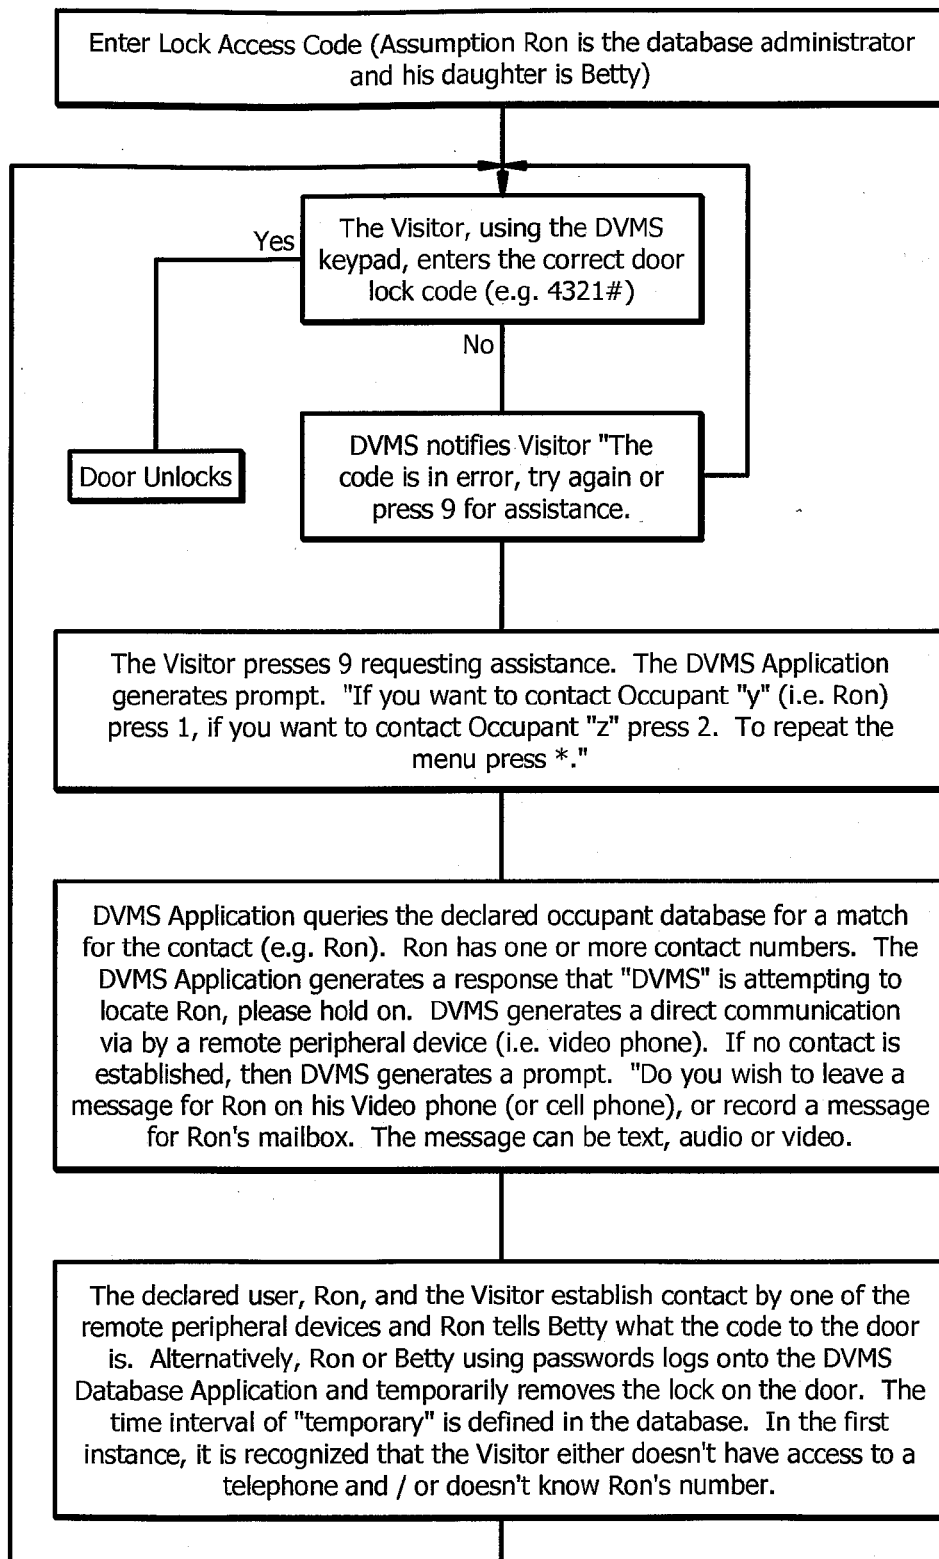 Enter Lock Access Code (Assumption Ron is the database administrator
and his daughter is Betty)
The Visitor, using the DVMS
keypad, enters the correct door
lock code (e.g. 4321#)
Yes
No
DVMS notifies Visitor "The
code is in error, try again or
press 9 for assistance.
Door Unlocks
The Visitor presses 9 requesting assistance.  The DVMS Application
generates prompt.  "If you want to contact Occupant "y" (i.e. Ron)
press 1, if you want to contact Occupant "z" press 2.  To repeat the
menu press *."
DVMS Application queries the declared occupant database for a match
for the contact (e.g. Ron).  Ron has one or more contact numbers.  The
DVMS Application generates a response that "DVMS" is attempting to
locate Ron, please hold on.  DVMS generates a direct communication
via by a remote peripheral device (i.e. video phone).  If no contact is
established, then DVMS generates a prompt.  "Do you wish to leave a
message for Ron on his Video phone (or cell phone), or record a message
for Ron's mailbox.  The message can be text, audio or video.
The declared user, Ron, and the Visitor establish contact by one of the
remote peripheral devices and Ron tells Betty what the code to the door
is.  Alternatively, Ron or Betty using passwords logs onto the DVMS
Database Application and temporarily removes the lock on the door.  The
time interval of "temporary" is defined in the database.  In the first
instance, it is recognized that the Visitor either doesn't have access to a
telephone and / or doesn't know Ron's number.